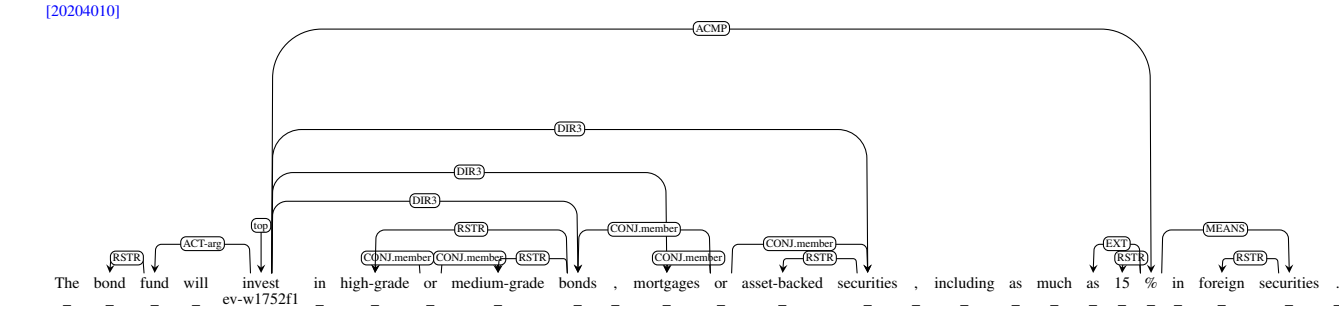 [20204010]
ACMP
DIR3
DIR3
DIR3
top RSTR CONJ.member
ACT-arg CONJ.member EXT MEANS
RSTR CONJ.member CONJ.member RSTR CONJ.member RSTR RSTR RSTR
The bond fund will invest in high-grade or medium-grade bonds , mortgages or asset-backed securities , including as much as 15 % in foreign securities .
_ _ _ _ ev-w1752f1 _ _ _ _ _ _ _ _ _ _ _ _ _ _ _ _ _ _ _ _ _